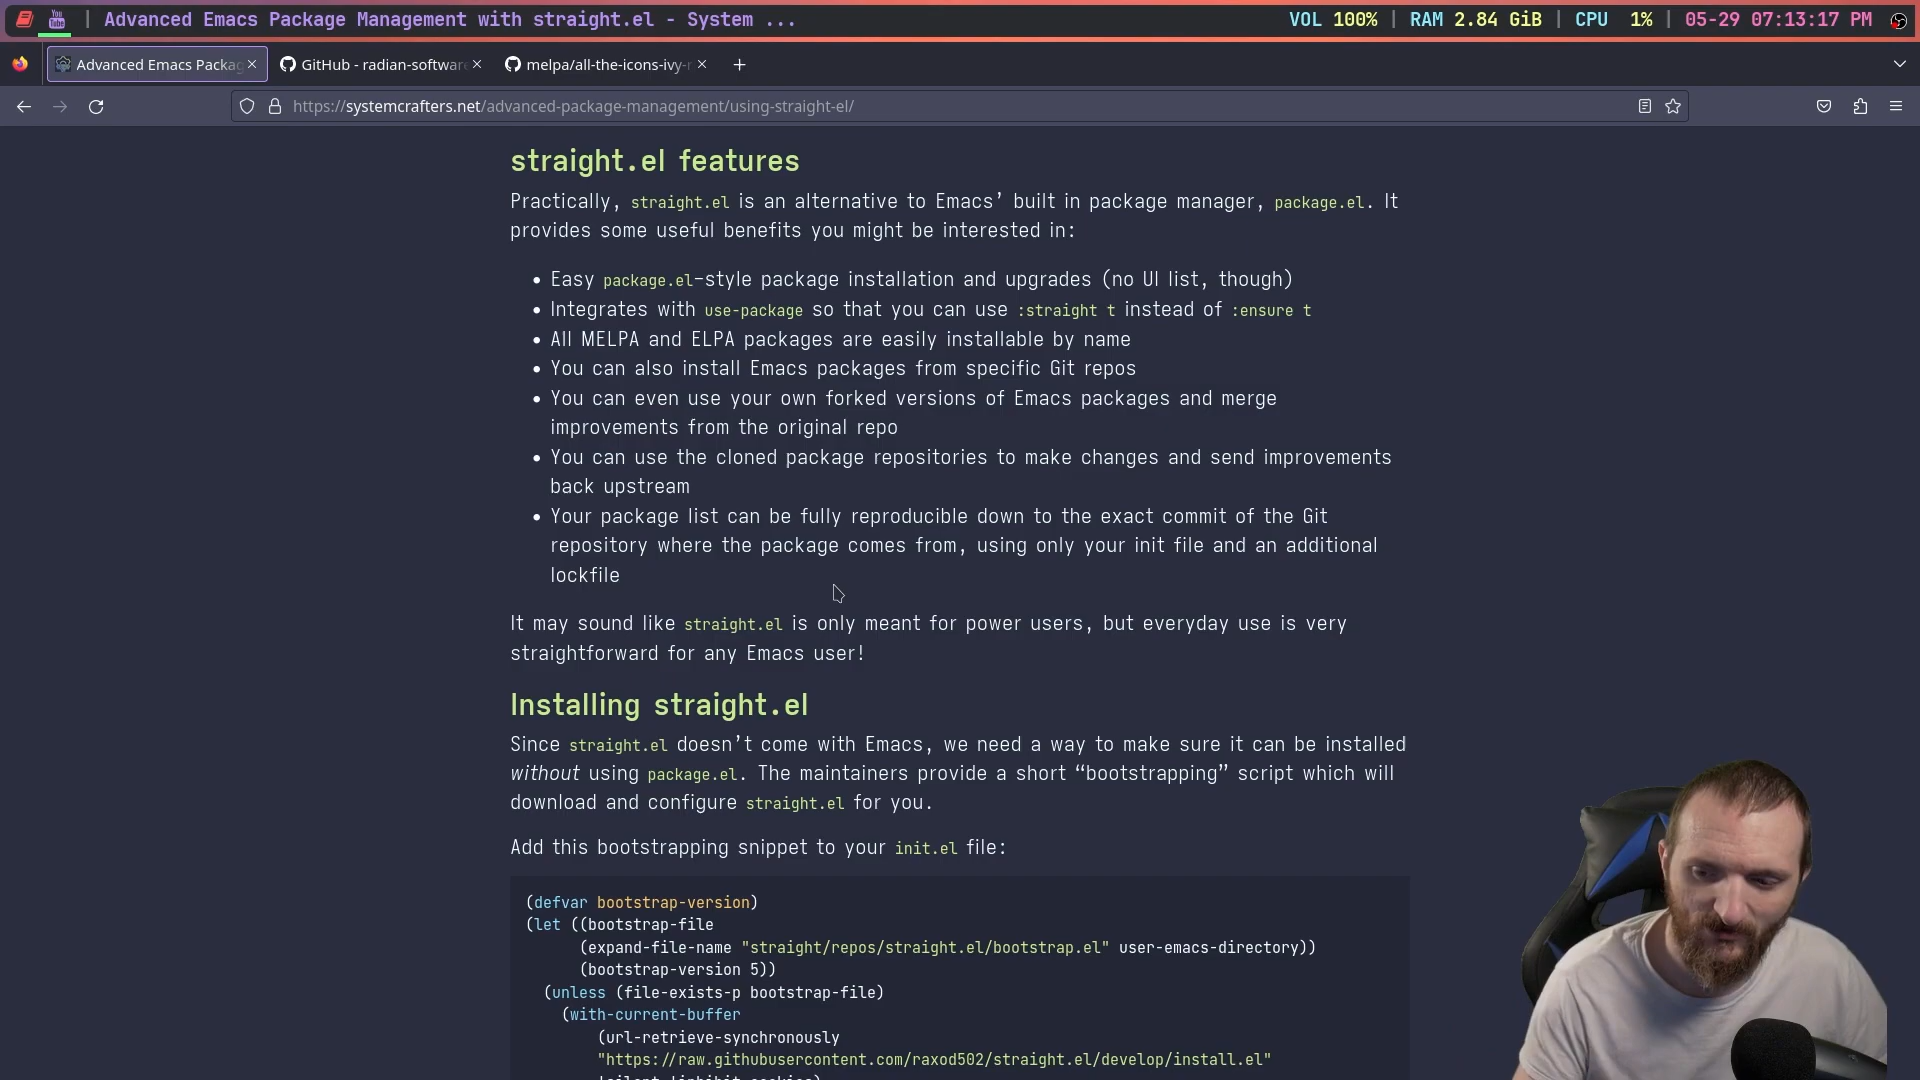 You Tube | Advanced Emacs Package Management with straight.el - System ... VOL 100% | RAM 2.84 GiB | CPU 1% | 05-29 07:13:17 PM
Advanced Emacs Packag GitHub - radian-software melpa/all-the-icons-ivy-r
https://systemcrafters.net/advanced-package-management/using-straight-el/
straight.el features
Practically, straight.el is an alternative to Emacs’ built in package manager, package.el. It
provides some useful benefits you might be interested in:
• Easy package.el-style package installation and upgrades (no UI list, though)
• Integrates with use-package so that you can use :straight t instead of :ensure t
• All MELPA and ELPA packages are easily installable by name
• You can also install Emacs packages from specific Git repos
• You can even use your own forked versions of Emacs packages and merge
improvements from the original repo
• You can use the cloned package repositories to make changes and send improvements
back upstream
• Your package list can be fully reproducible down to the exact commit of the Git
repository where the package comes from, using only your init file and an additional
lockfile
It may sound like straight.el is only meant for power users, but everyday use is very
straightforward for any Emacs user!
Installing straight.el
Since straight.el doesn’t come with Emacs, we need a way to make sure it can be installed
without using package.el. The maintainers provide a short “bootstrapping” script which will
download and configure straight.el for you.
Add this bootstrapping snippet to your init.el file:
(defvar bootstrap-version)
(let ((bootstrap-file
(expand-file-name "straight/repos/straight.el/bootstrap.el" user-emacs-directory))
(bootstrap-version 5))
(unless (file-exists-p bootstrap-file)
(with-current-buffer
(url-retrieve-synchronously
"https://raw.githubusercontent.com/raxod502/straight.el/develop/install.el"